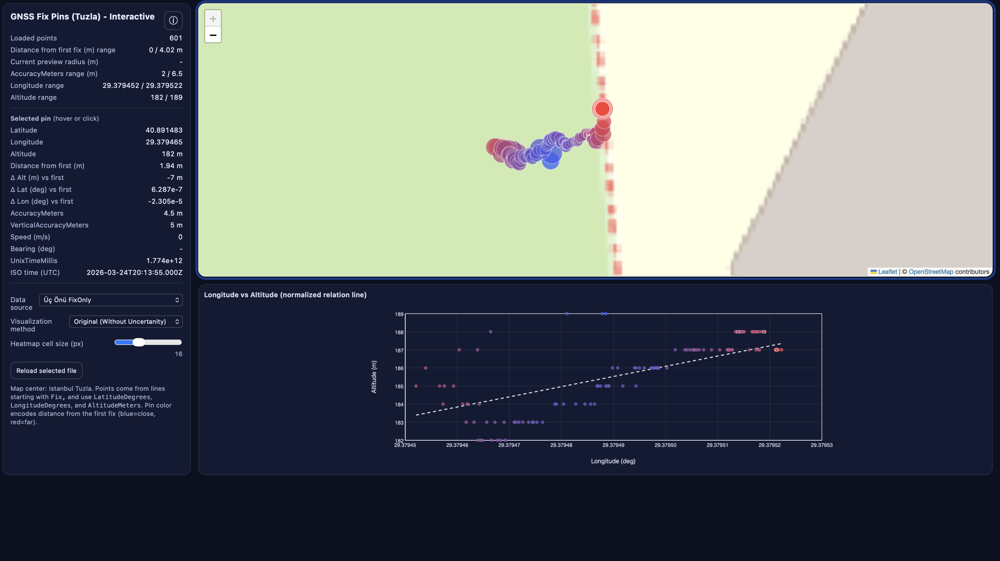 GNSS Fix Pins (Tuzla) - Interactive
Loaded points 601
Distance from first fix (m) range 0 / 4.02 m
Current preview radius (m) -
AccuracyMeters range (m) 2 / 6.5
Longitude range 29.379452 / 29.379522
Altitude range 182 / 189
Selected pin (hover or click)
Latitude 40.891483
Longitude 29.379465
Altitude 182 m
Distance from first (m) 1.94 m
Δ Alt (m) vs first -7 m
Δ Lat (deg) vs first 6.287e-7
Δ Lon (deg) vs first -2.305e-5
AccuracyMeters 4.5 m
VerticalAccuracyMeters 5 m
Speed (m/s) 0
Bearing (deg) -
UnixTimeMillis 1.774e+12
ISO time (UTC) 2026-03-24T20:13:55.000Z
Data source Üç Önü FixOnly
Visualization method Original (Without Uncertanity)
Heatmap cell size (px)
16
Reload selected file
Map center: Istanbul Tuzla. Points come from lines
starting with Fix, and use LatitudeDegrees,
LongitudeDegrees, and AltitudeMeters. Pin color
encodes distance from the first fix (blue=close,
red=far).
+
−
Leaflet | © OpenStreetMap contributors
Longitude vs Altitude (normalized relation line)
Altitude (m)
189
188
187
186
185
184
183
182
29.37945 29.37946 29.37947 29.37948 29.37949 29.37950 29.37951 29.37952 29.37953
Longitude (deg)